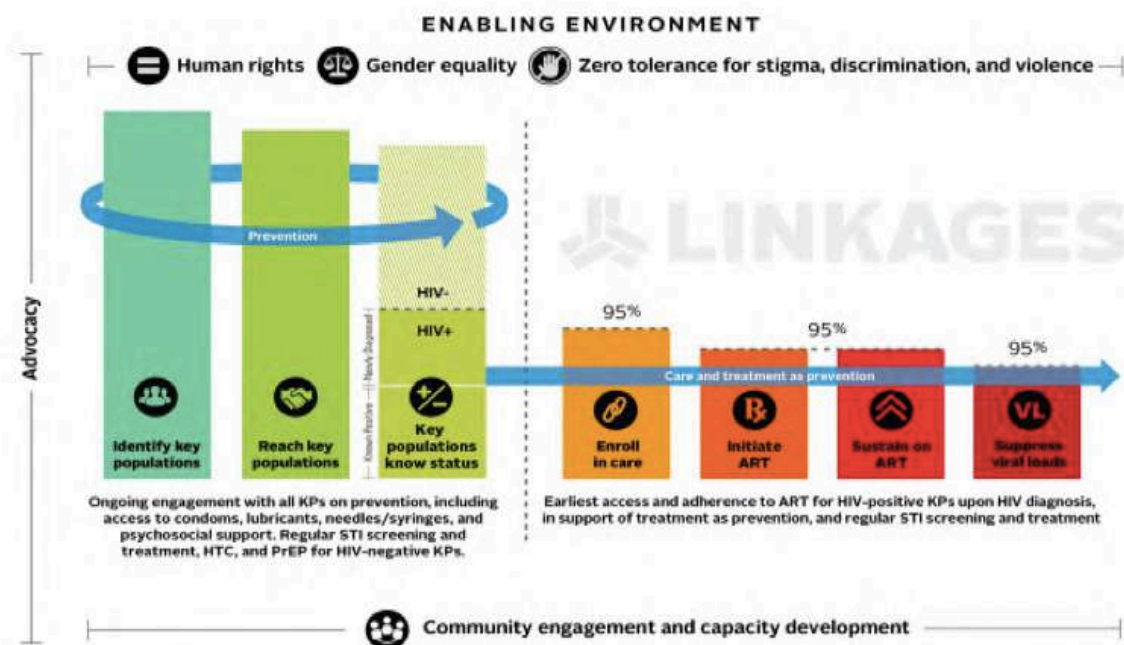 ENABLING ENVIRONMENT
Human rights
Gender equality
Zero tolerance for stigma, discrimination, and violence
Advocacy
Prevention
LINKAGES
HIV-
HIV+
Newly Diagnosed
Known Positive
Identify key
populations
Reach key
populations
Key
populations
know status
95%
95%
95%
Care and treatment as prevention
Enroll
in care
Rx
Initiate
ART
Sustain on
ART
VL
Suppress
viral loads
Ongoing engagement with all KPs on prevention, including
access to condoms, lubricants, needles/syringes, and
psychosocial support. Regular STI screening and
treatment, HTC, and PrEP for HIV-negative KPs.
Earliest access and adherence to ART for HIV-positive KPs upon HIV diagnosis,
in support of treatment as prevention, and regular STI screening and treatment
Community engagement and capacity development